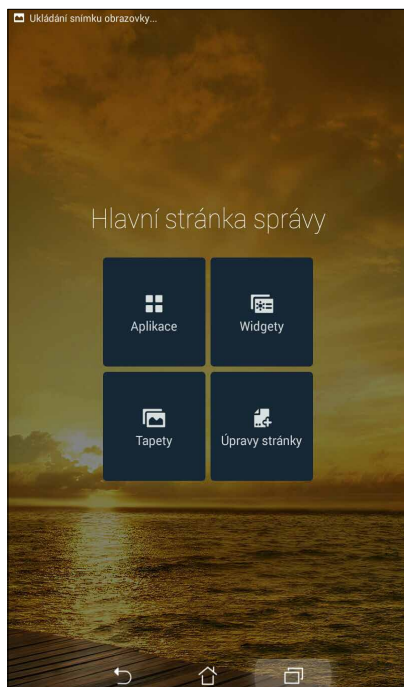 Ukládání snímku obrazovky...
Hlavní stránka správy
Aplikace
Widgety
Tapety
Úpravy stránky